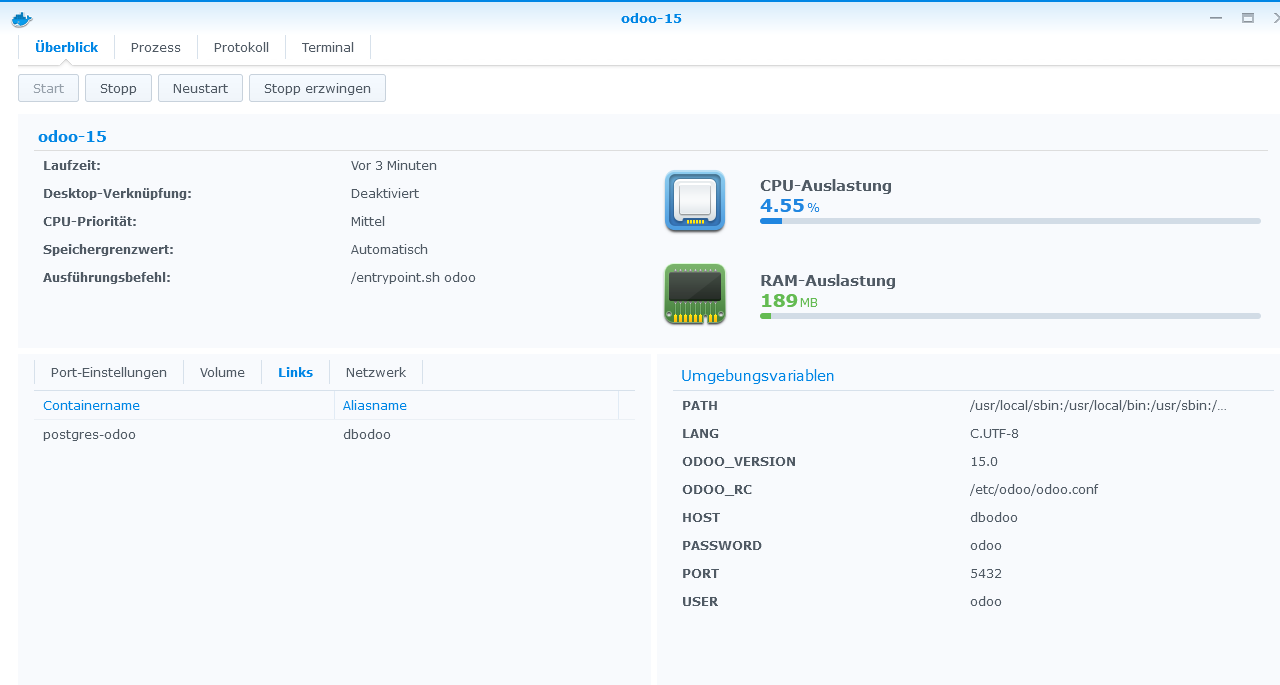 odoo-15
Überblick Prozess Protokoll Terminal
Start Stopp Neustart Stopp erzwingen
odoo-15
Laufzeit: Vor 3 Minuten
Desktop-Verknüpfung: Deaktiviert
CPU-Priorität: Mittel
Speichergrenzwert: Automatisch
Ausführungsbefehl: /entrypoint.sh odoo
CPU-Auslastung
4.55 %
RAM-Auslastung
189 MB
Port-Einstellungen Volume Links Netzwerk
Containername Aliasname
postgres-odoo dbodoo
Umgebungsvariablen
PATH /usr/local/sbin:/usr/local/bin:/usr/sbin:/...
LANG C.UTF-8
ODOO_VERSION 15.0
ODOO_RC /etc/odoo/odoo.conf
HOST dbodoo
PASSWORD odoo
PORT 5432
USER odoo